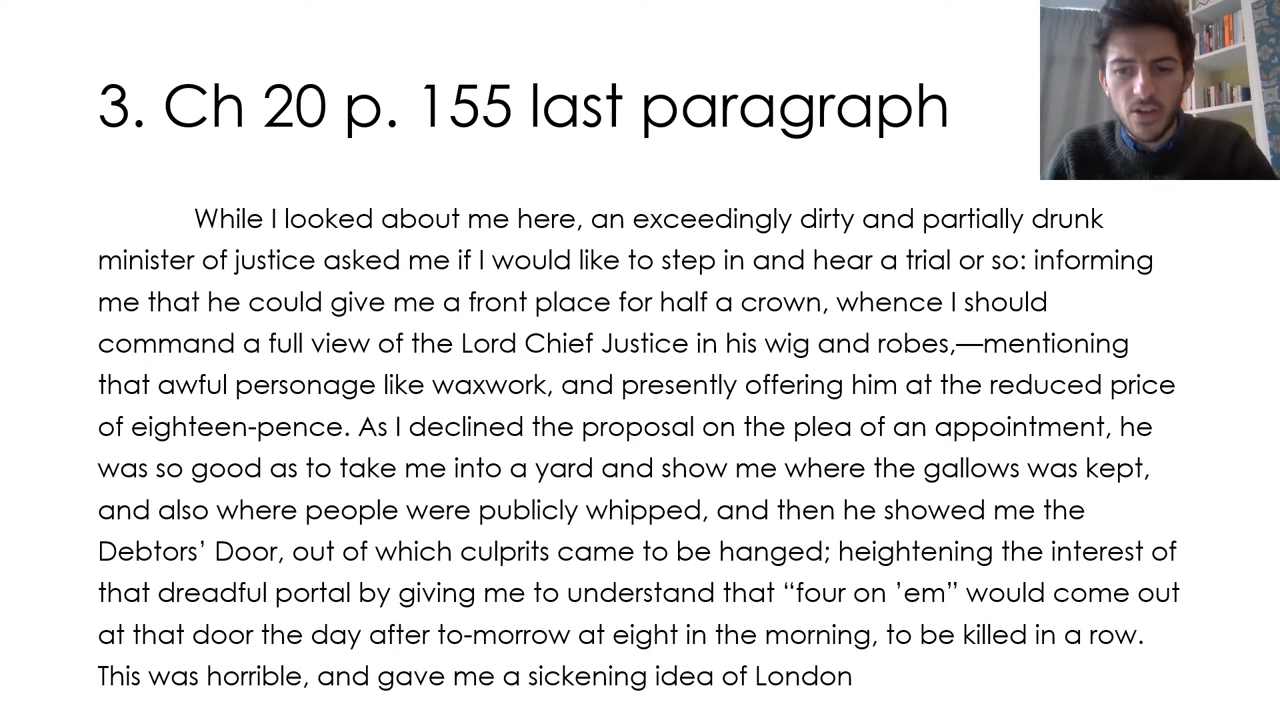 3. Ch 20 p. 155 last paragraph
While I looked about me here, an exceedingly dirty and partially drunk
minister of justice asked me if I would like to step in and hear a trial or so: informing
me that he could give me a front place for half a crown, whence I should
command a full view of the Lord Chief Justice in his wig and robes,—mentioning
that awful personage like waxwork, and presently offering him at the reduced price
of eighteen-pence. As I declined the proposal on the plea of an appointment, he
was so good as to take me into a yard and show me where the gallows was kept,
and also where people were publicly whipped, and then he showed me the
Debtors’ Door, out of which culprits came to be hanged; heightening the interest of
that dreadful portal by giving me to understand that “four on ’em” would come out
at that door the day after to-morrow at eight in the morning, to be killed in a row.
This was horrible, and gave me a sickening idea of London